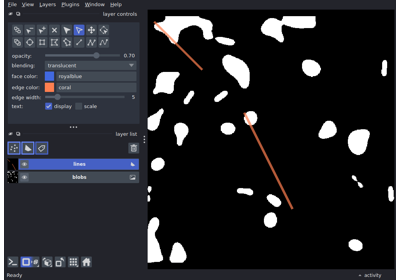 File View Layers Plugins Window Help
layer controls
opacity: 0.70
blending: translucent
face color: royalblue
edge color: coral
edge width: 5
text: display scale
layer list
lines
blobs
Ready activity